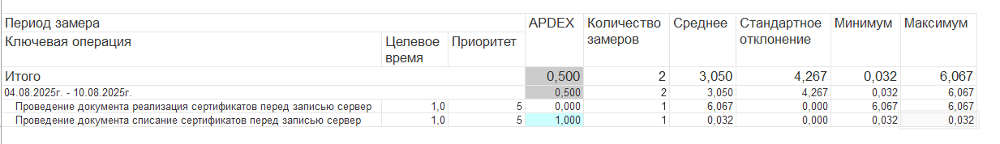 Период замера APDEX Количество замеров Среднее Стандартное отклонение Минимум Максимум
Ключевая операция Целевое время Приоритет
Итого 0,500 2 3,050 4,267 0,032 6,067
04.08.2025г. - 10.08.2025г. 0,500 2 3,050 4,267 0,032 6,067
Проведение документа реализация сертификатов перед записью сервер 1,0 5 0,000 1 6,067 0,000 6,067 6,067
Проведение документа списание сертификатов перед записью сервер 1,0 5 1,000 1 0,032 0,000 0,032 0,032